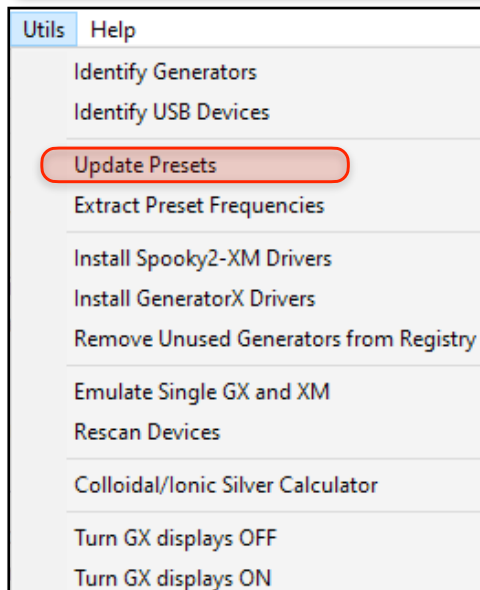 Utils Help
Identify Generators
Identify USB Devices
Update Presets
Extract Preset Frequencies
Install Spooky2-XM Drivers
Install GeneratorX Drivers
Remove Unused Generators from Registry
Emulate Single GX and XM
Rescan Devices
Colloidal/Ionic Silver Calculator
Turn GX displays OFF
Turn GX displays ON